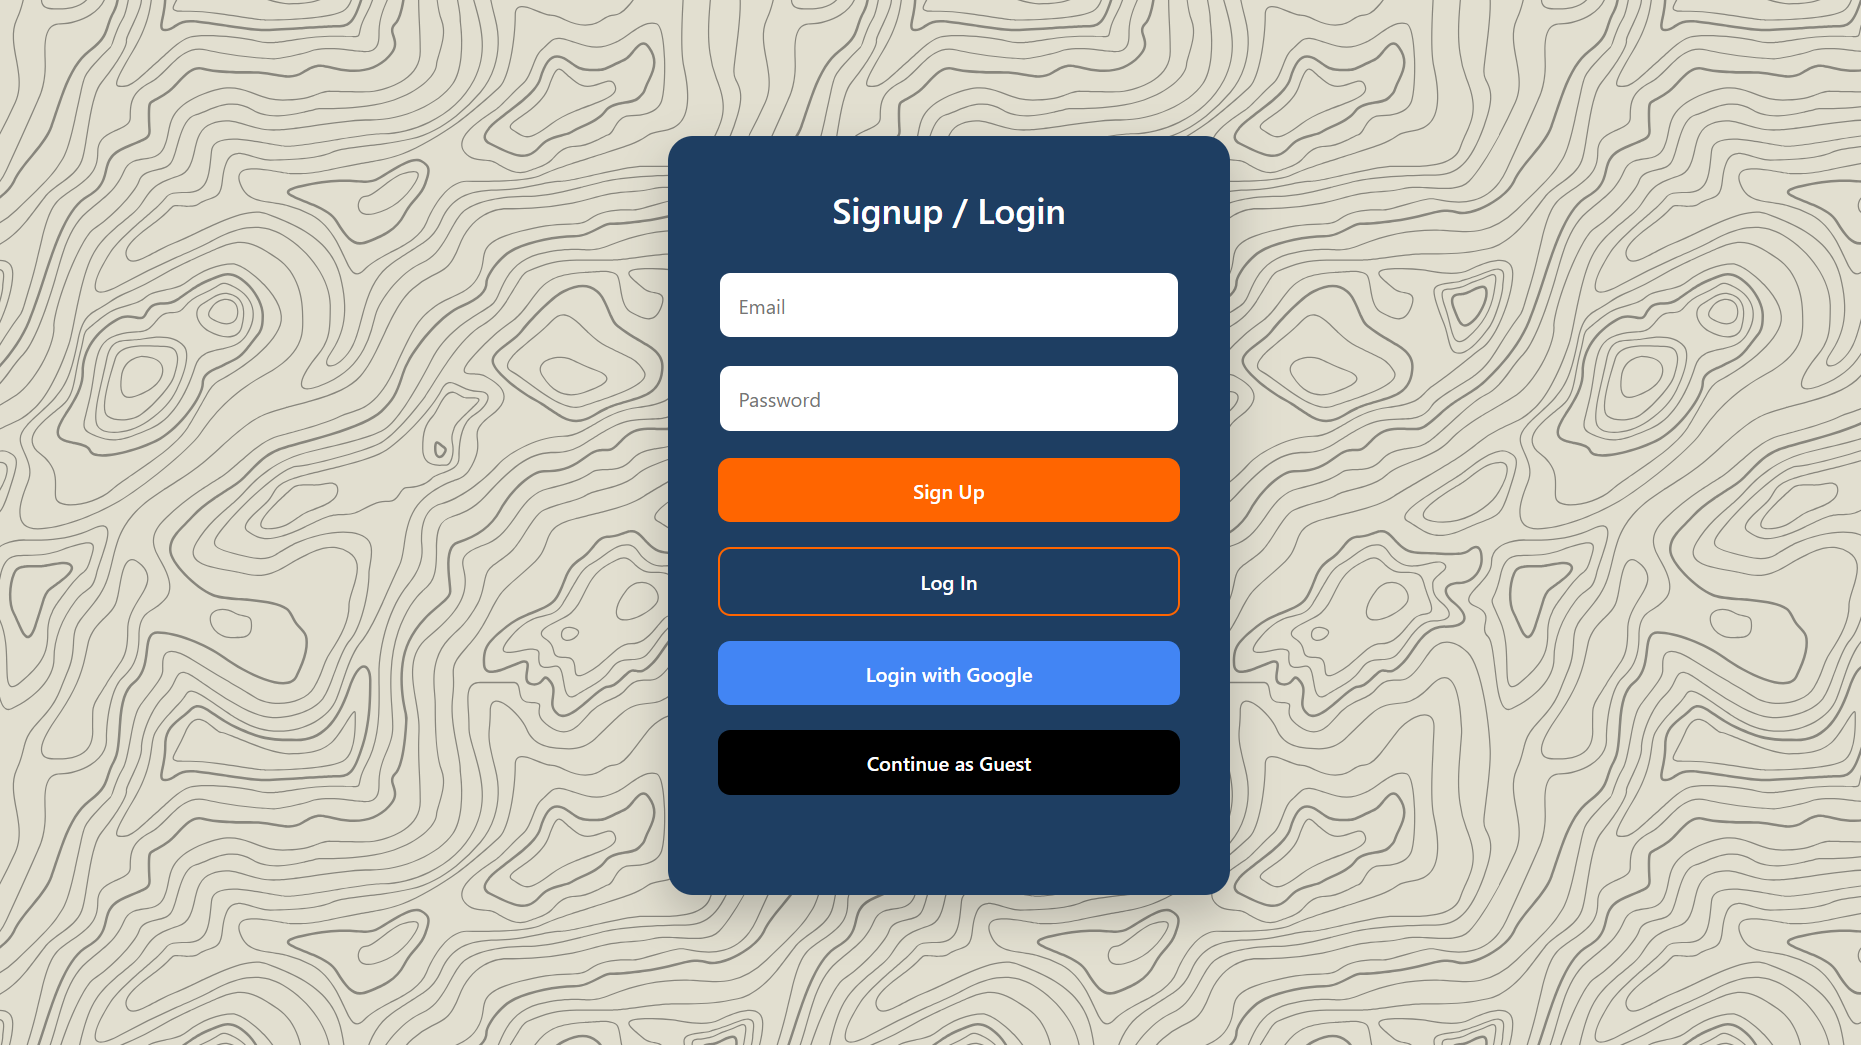 Signup / Login
Email
Password
Sign Up
Log In
Login with Google
Continue as Guest